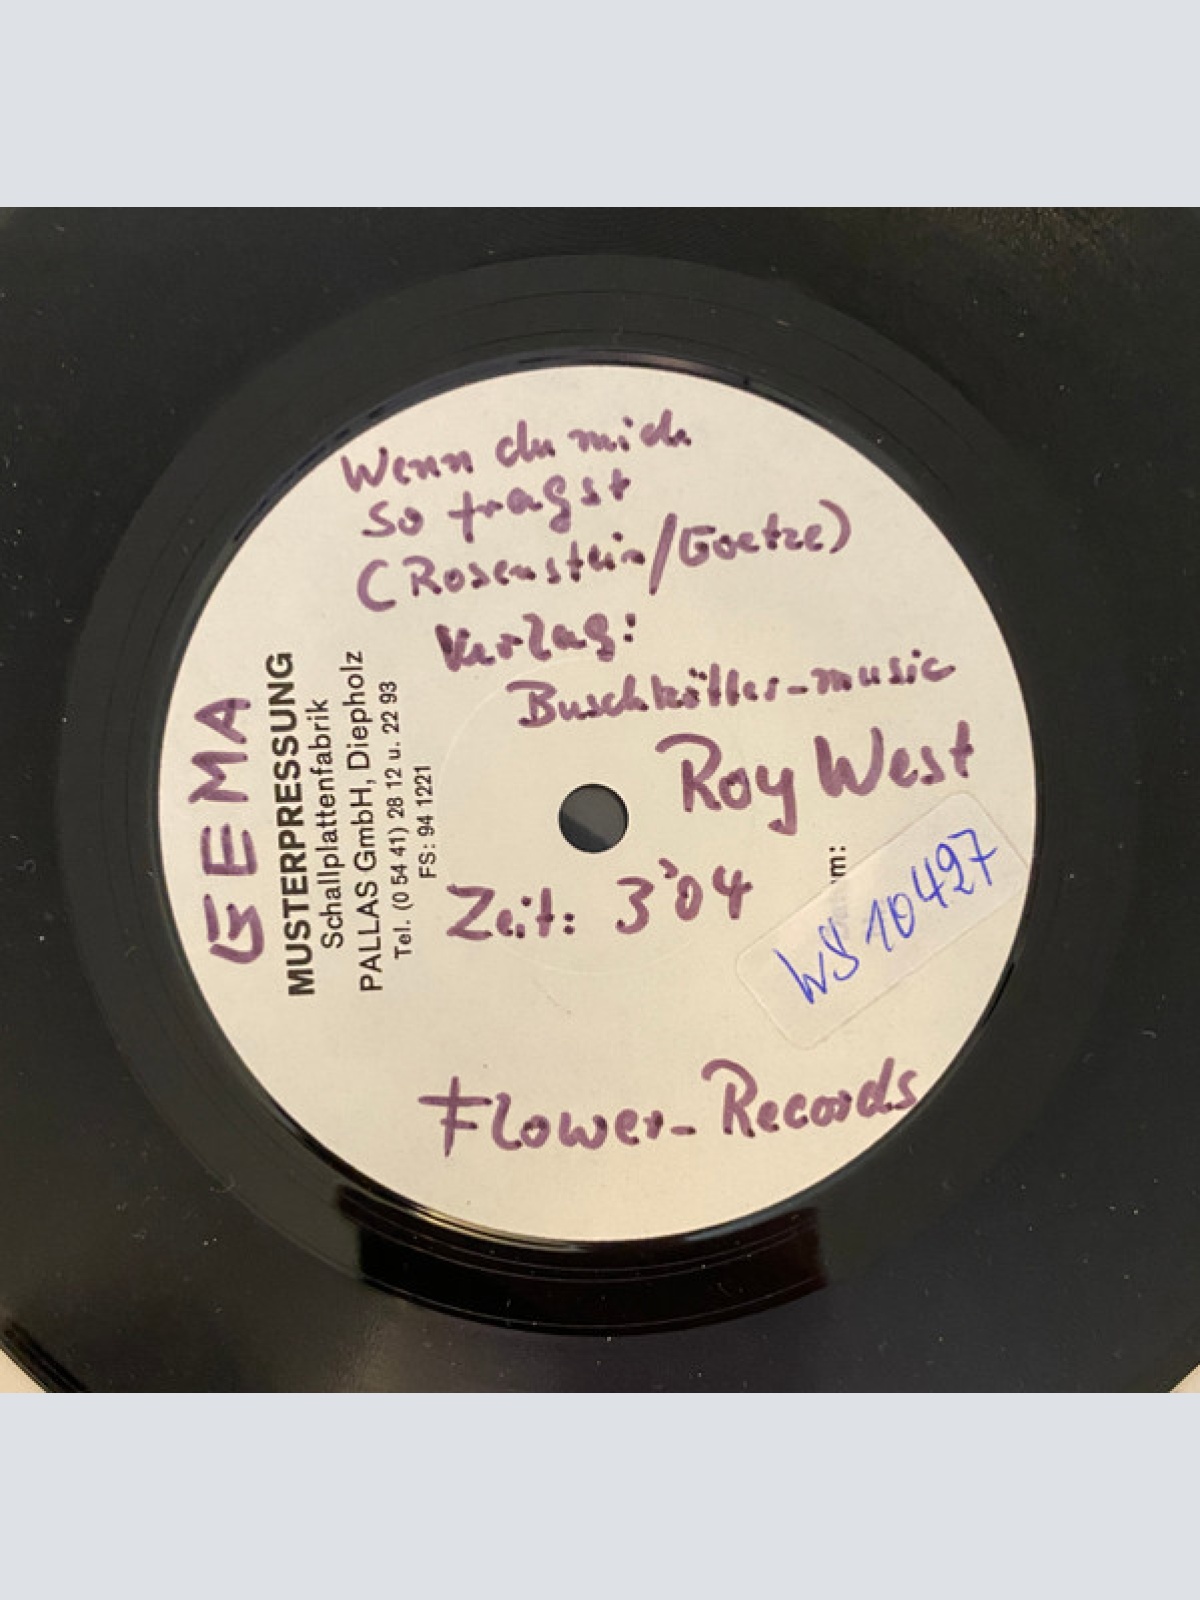 Wenn du mich
so fragst
(Rosenstein/Goetze)
Verlag:
Buschkötter-music
Roy West
Zeit: 3'04
Flower-Records
GEMA
MUSTERPRESSUNG
Schallplattenfabrik
PALLAS GmbH, Diepholz
Tel. (0 54 41) 28 12 u. 22 93
FS: 94 1221
WS 10427